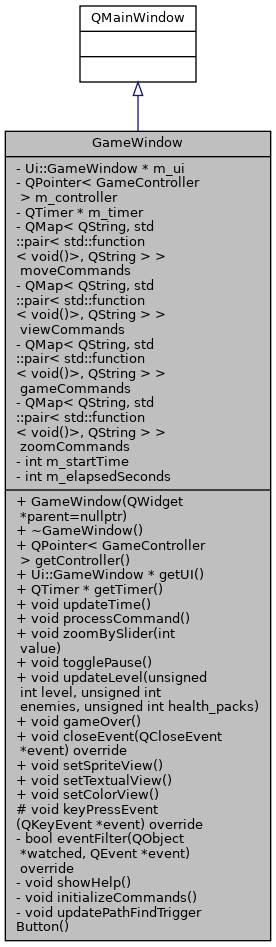 QMainWindow
GameWindow
- Ui::GameWindow * m_ui
- QPointer< GameController
> m_controller
- QTimer * m_timer
- QMap< QString, std
::pair< std::function
< void()>, QString > >
moveCommands
- QMap< QString, std
::pair< std::function
< void()>, QString > >
viewCommands
- QMap< QString, std
::pair< std::function
< void()>, QString > >
gameCommands
- QMap< QString, std
::pair< std::function
< void()>, QString > >
zoomCommands
- int m_startTime
- int m_elapsedSeconds
+ GameWindow(QWidget
*parent=nullptr)
+ ~GameWindow()
+ QPointer< GameController
> getController()
+ Ui::GameWindow * getUI()
+ QTimer * getTimer()
+ void updateTime()
+ void processCommand()
+ void zoomBySlider(int
value)
+ void togglePause()
+ void updateLevel(unsigned
int level, unsigned int
enemies, unsigned int health_packs)
+ void gameOver()
+ void closeEvent(QCloseEvent
*event) override
+ void setSpriteView()
+ void setTextualView()
+ void setColorView()
# void keyPressEvent
(QKeyEvent *event) override
- bool eventFilter(QObject
*watched, QEvent *event)
override
- void showHelp()
- void initializeCommands()
- void updatePathFindTrigger
Button()